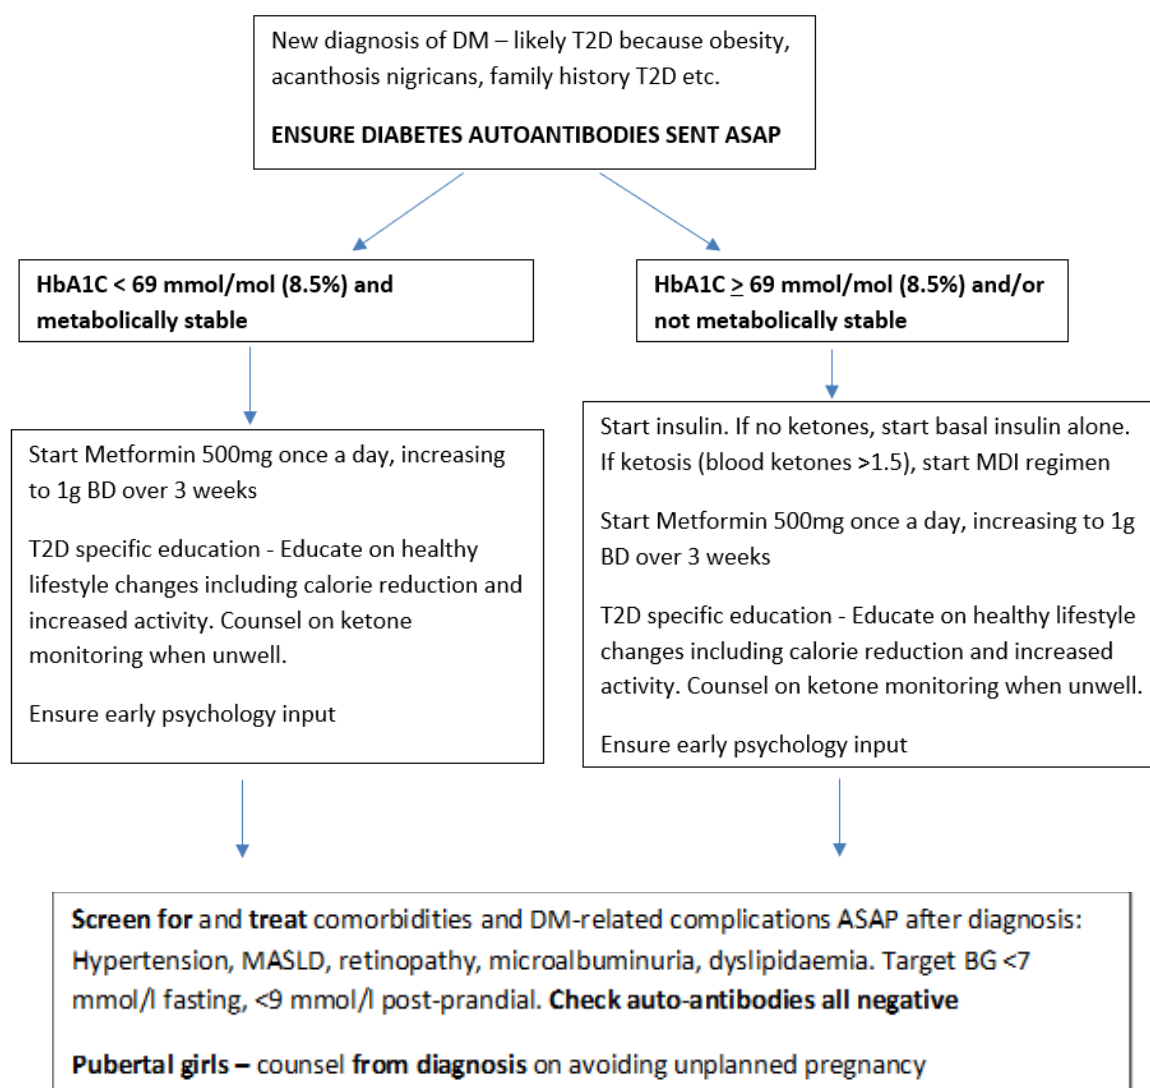 New diagnosis of DM – likely T2D because obesity,
acanthosis nigricans, family history T2D etc.
ENSURE DIABETES AUTOANTIBODIES SENT ASAP
HbA1C < 69 mmol/mol (8.5%) and
metabolically stable
HbA1C ≥ 69 mmol/mol (8.5%) and/or
not metabolically stable
Start Metformin 500mg once a day, increasing
to 1g BD over 3 weeks
T2D specific education - Educate on healthy
lifestyle changes including calorie reduction and
increased activity. Counsel on ketone
monitoring when unwell.
Ensure early psychology input
Start insulin. If no ketones, start basal insulin alone.
If ketosis (blood ketones >1.5), start MDI regimen
Start Metformin 500mg once a day, increasing to 1g
BD over 3 weeks
T2D specific education - Educate on healthy lifestyle
changes including calorie reduction and increased
activity. Counsel on ketone monitoring when unwell.
Ensure early psychology input
Screen for and treat comorbidities and DM-related complications ASAP after diagnosis:
Hypertension, MASLD, retinopathy, microalbuminuria, dyslipidaemia. Target BG <7
mmol/l fasting, <9 mmol/l post-prandial. Check auto-antibodies all negative
Pubertal girls – counsel from diagnosis on avoiding unplanned pregnancy